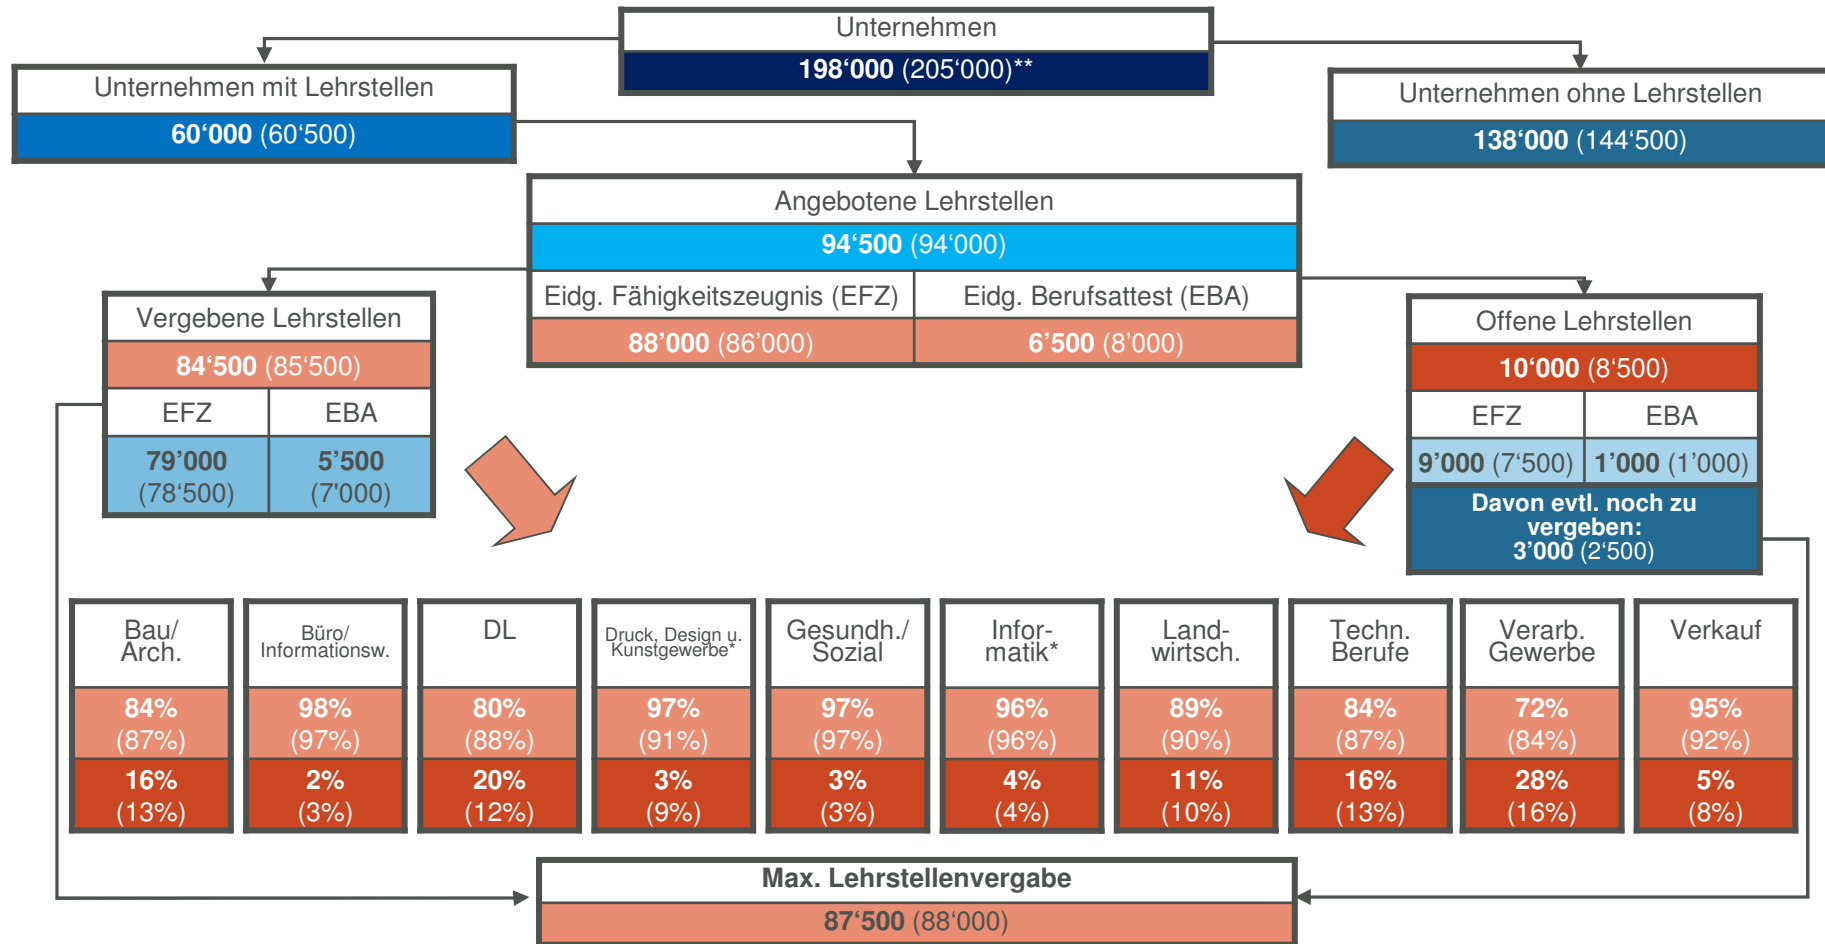 Unternehmen
198‘000 (205‘000)**
Unternehmen mit Lehrstellen
60‘000 (60‘500)
Unternehmen ohne Lehrstellen
138‘000 (144‘500)
Angebotene Lehrstellen
94‘500 (94‘000)
Eidg. Fähigkeitszeugnis (EFZ)
Eidg. Berufsattest (EBA)
88’000 (86’000)
6’500 (8’000)
Vergebene Lehrstellen
84‘500 (85‘500)
EFZ
EBA
79’000
(78‘500)
5’500
(7'000)
Offene Lehrstellen
10‘000 (8‘500)
EFZ
EBA
9’000 (7‘500)
1’000 (1’000)
Davon evtl. noch zu
vergeben:
3’000 (2‘500)
Bau/
Arch.
84%
(87%)
16%
(13%)
Büro/
Informationsw.
98%
(97%)
2%
(3%)
DL
80%
(88%)
20%
(12%)
Druck, Design u.
Kunstgewerbe*
97%
(91%)
3%
(9%)
Gesundh./
Sozial
97%
(97%)
3%
(3%)
Infor-
matik*
96%
(96%)
4%
(4%)
Land-
wirtsch.
89%
(90%)
11%
(10%)
Techn.
Berufe
84%
(87%)
16%
(13%)
Verarb.
Gewerbe
72%
(84%)
28%
(16%)
Verkauf
95%
(92%)
5%
(8%)
Max. Lehrstellenvergabe
87‘500 (88‘000)